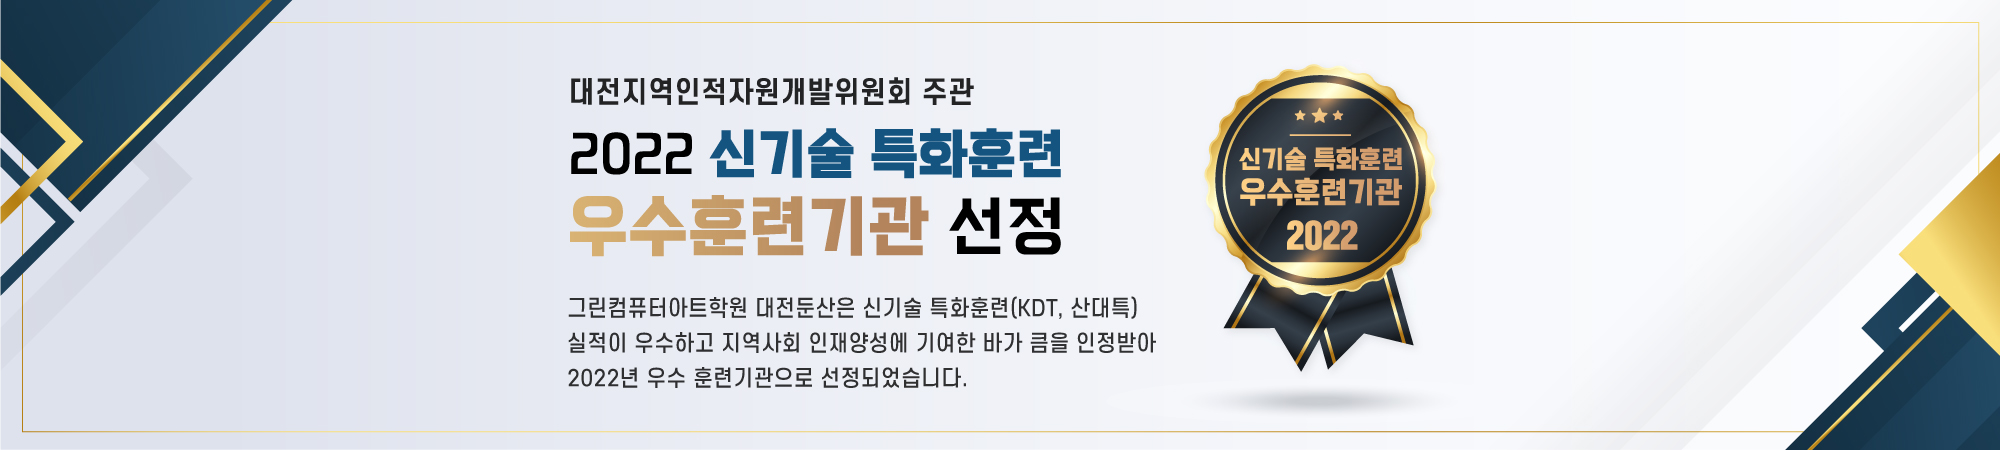 대전지역인적자원개발위원회 주관
2022 신기술 특화훈련
우수훈련기관 선정
그린컴퓨터아트학원 대전둔산은 신기술 특화훈련(KDT, 산대특)
실적이 우수하고 지역사회 인재양성에 기여한 바가 큼을 인정받아
2022년 우수 훈련기관으로 선정되었습니다.
신기술 특화훈련
우수훈련기관
2022